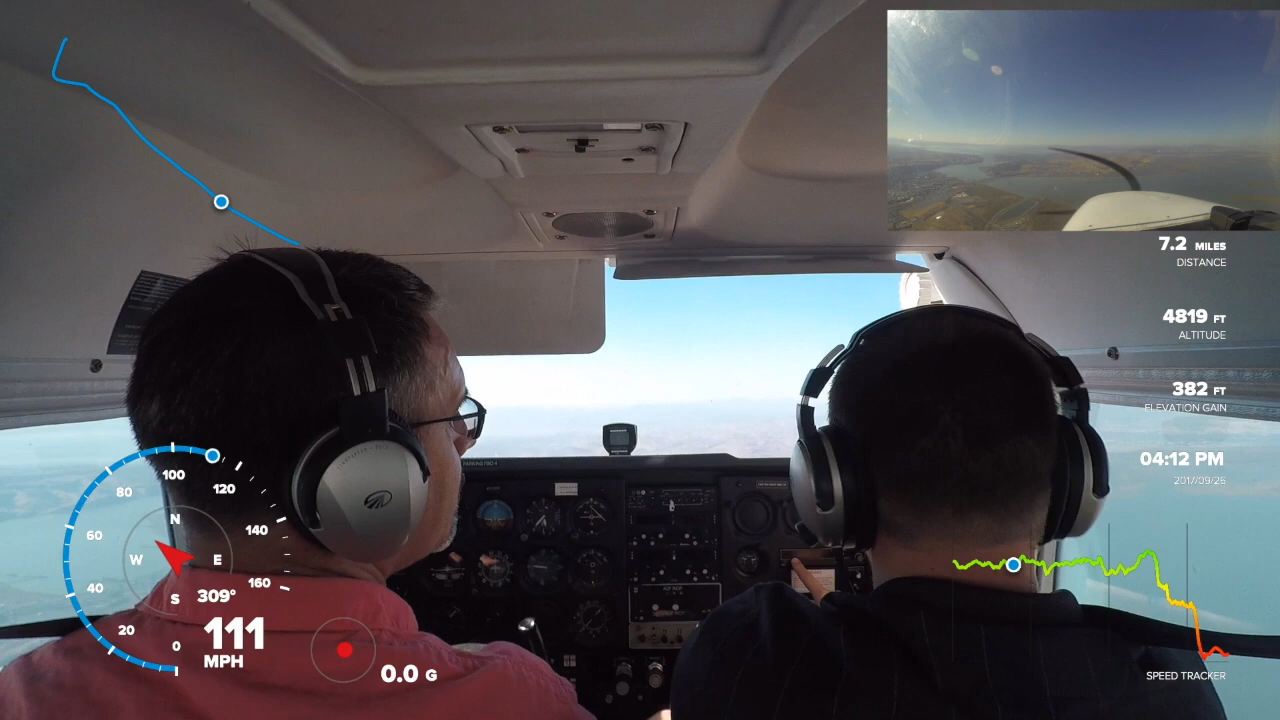 7.2 MILES
DISTANCE
4819 FT
ALTITUDE
382 FT
ELEVATION GAIN
04:12 PM
2017/09/26
SPEED TRACKER
0
20
40
60
80
100
120
140
160
N
W
E
S
309°
111
MPH
0.0 G